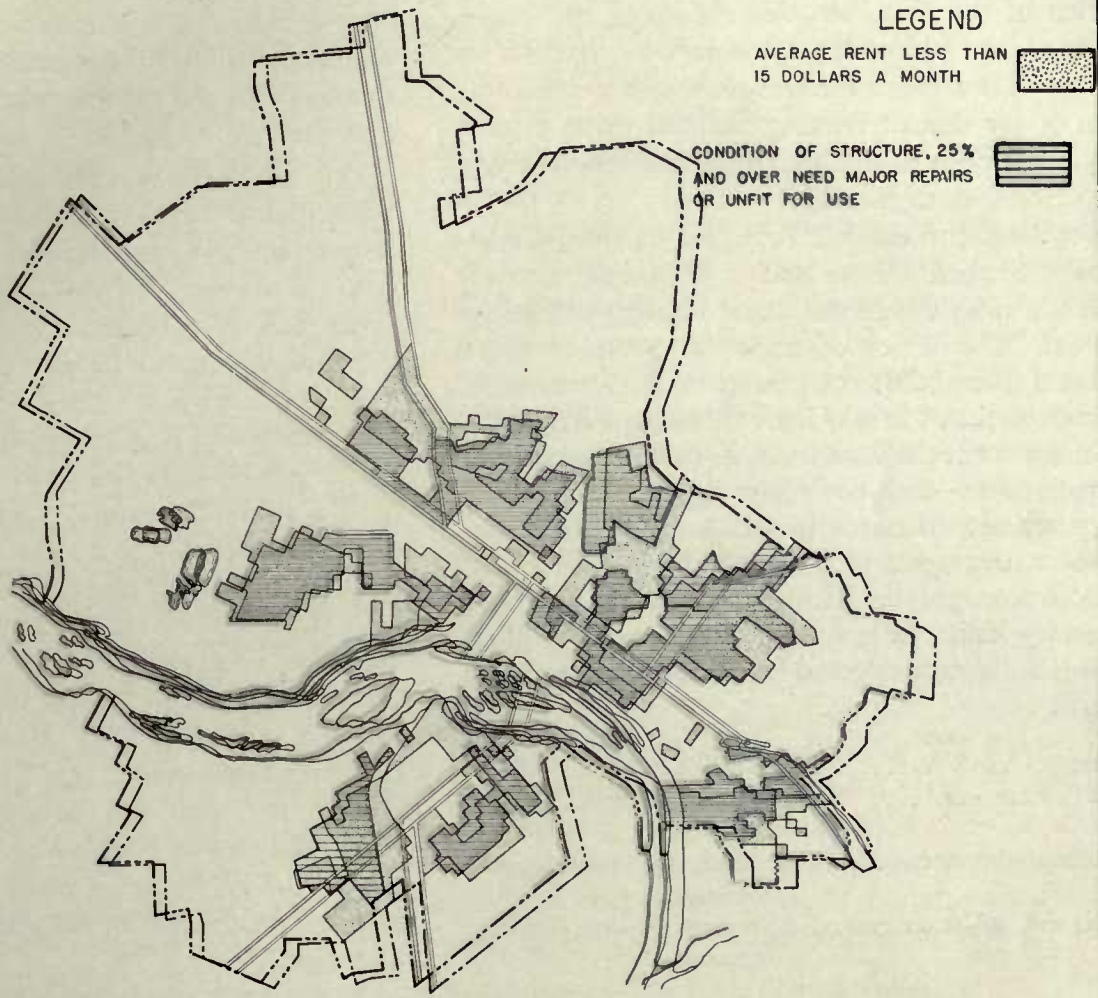 LEGEND
AVERAGE RENT LESS THAN
15 DOLLARS A MONTH
CONDITION OF STRUCTURE, 25%
AND OVER NEED MAJOR REPAIRS
OR UNFIT FOR USE